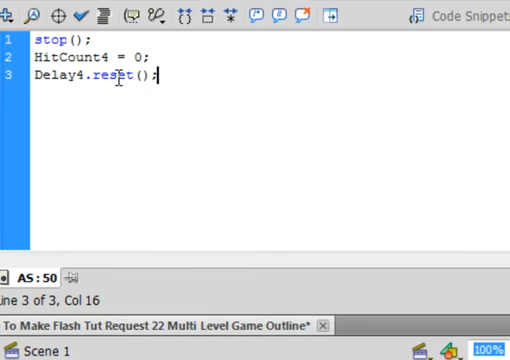 Code Snippets
1 stop();
2 HitCount4 = 0;
3 Delay4.reset();
AS:50
Line 3 of 3, Col 16
To Make Flash Tut Request 22 Multi Level Game Outline*
Scene 1
100%